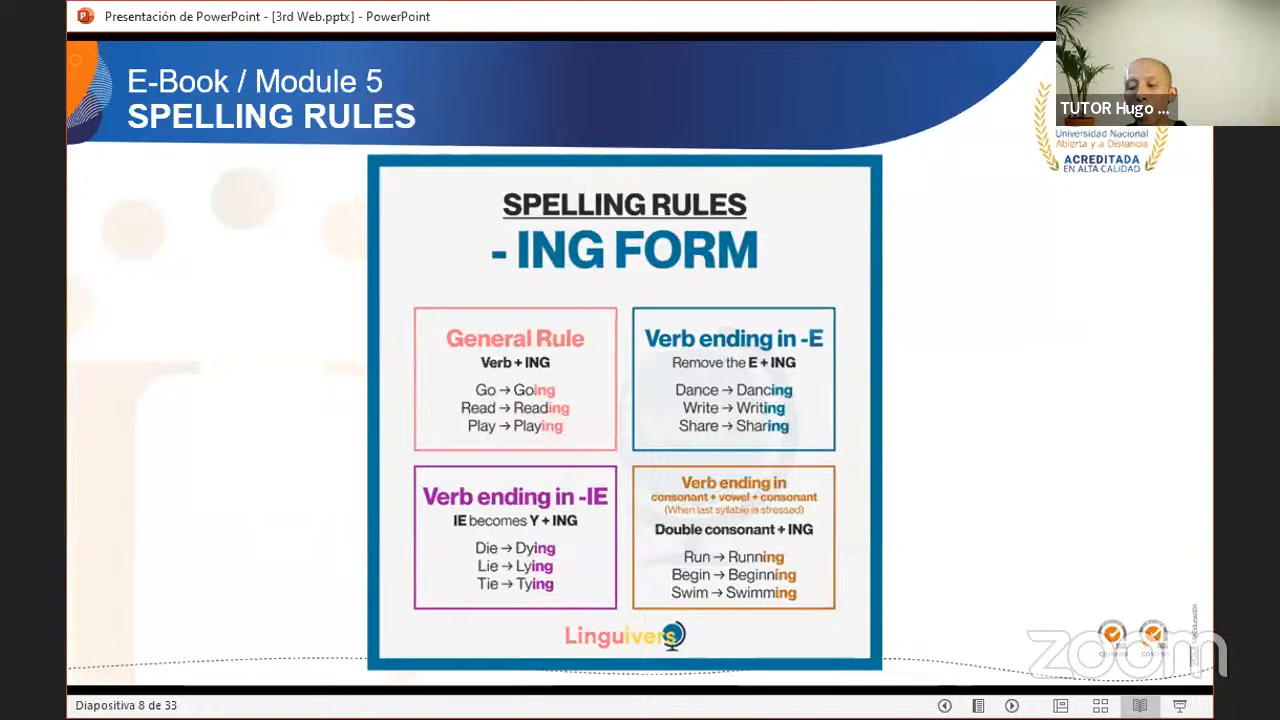 Presentación de PowerPoint - [3rd Web.pptx] - PowerPoint
E-Book / Module 5
SPELLING RULES
TUTOR Hugo ...
Universidad Nacional
Abierta y a Distancia
ACREDITADA
EN ALTA CALIDAD
SPELLING RULES
- ING FORM
General Rule
Verb + ING
Go → Going
Read → Reading
Play → Playing
Verb ending in -E
Remove the E + ING
Dance → Dancing
Write → Writing
Share → Sharing
Verb ending in -IE
IE becomes Y + ING
Die → Dying
Lie → Lying
Tie → Tying
Verb ending in
consonant + vowel + consonant
(When last syllable is stressed)
Double consonant + ING
Run → Running
Begin → Beginning
Swim → Swimming
Linguivers
zoom
Diapositiva 8 de 33